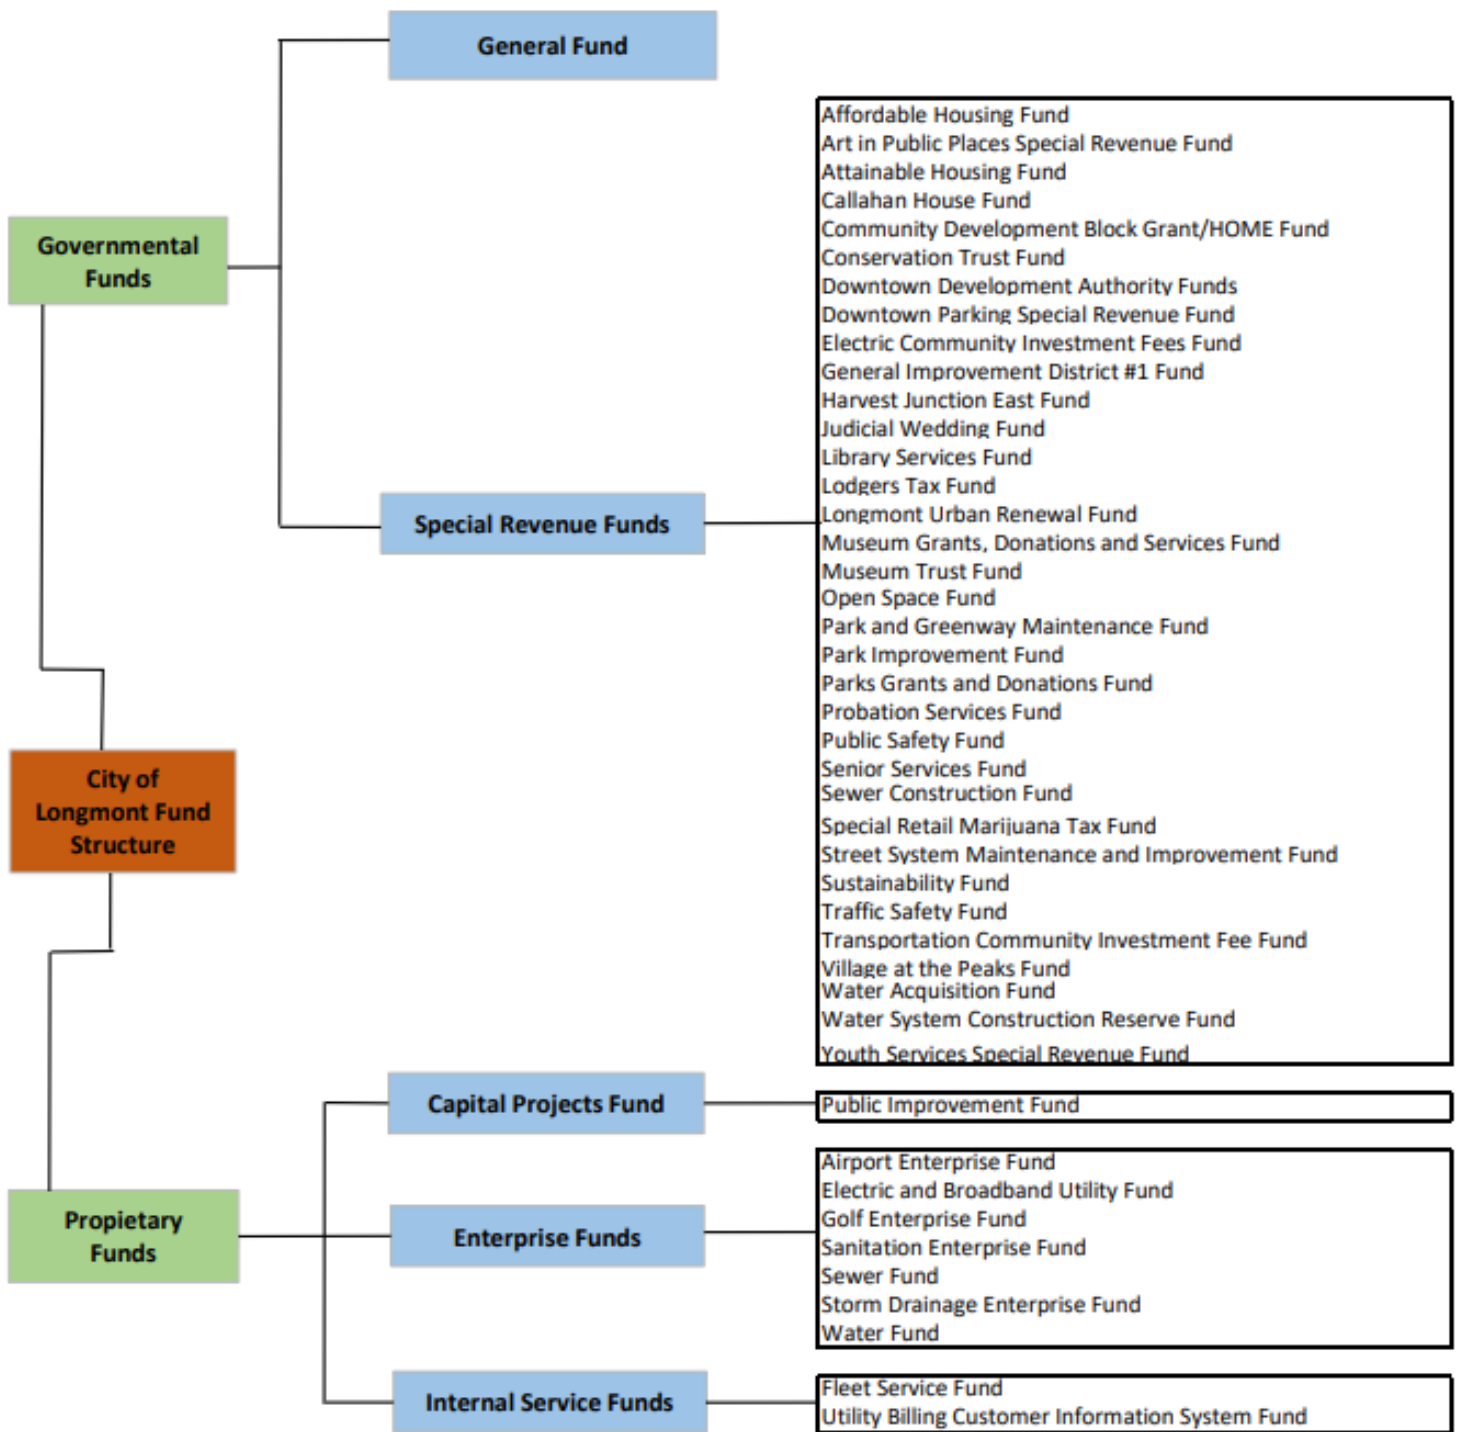 General Fund
Affordable Housing Fund
Art in Public Places Special Revenue Fund
Attainable Housing Fund
Callahan House Fund
Community Development Block Grant/HOME Fund
Conservation Trust Fund
Downtown Development Authority Funds
Downtown Parking Special Revenue Fund
Electric Community Investment Fees Fund
General Improvement District #1 Fund
Harvest Junction East Fund
Judicial Wedding Fund
Library Services Fund
Lodgers Tax Fund
Longmont Urban Renewal Fund
Museum Grants, Donations and Services Fund
Museum Trust Fund
Open Space Fund
Park and Greenway Maintenance Fund
Park Improvement Fund
Parks Grants and Donations Fund
Probation Services Fund
Public Safety Fund
Senior Services Fund
Sewer Construction Fund
Special Retail Marijuana Tax Fund
Street System Maintenance and Improvement Fund
Sustainability Fund
Traffic Safety Fund
Transportation Community Investment Fee Fund
Village at the Peaks Fund
Water Acquisition Fund
Water System Construction Reserve Fund
Youth Services Special Revenue Fund
Governmental
Funds
Special Revenue Funds
City of
Longmont Fund
Structure
Capital Projects Fund
Public Improvement Fund
Propietary
Funds
Enterprise Funds
Airport Enterprise Fund
Electric and Broadband Utility Fund
Golf Enterprise Fund
Sanitation Enterprise Fund
Sewer Fund
Storm Drainage Enterprise Fund
Water Fund
Internal Service Funds
Fleet Service Fund
Utility Billing Customer Information System Fund